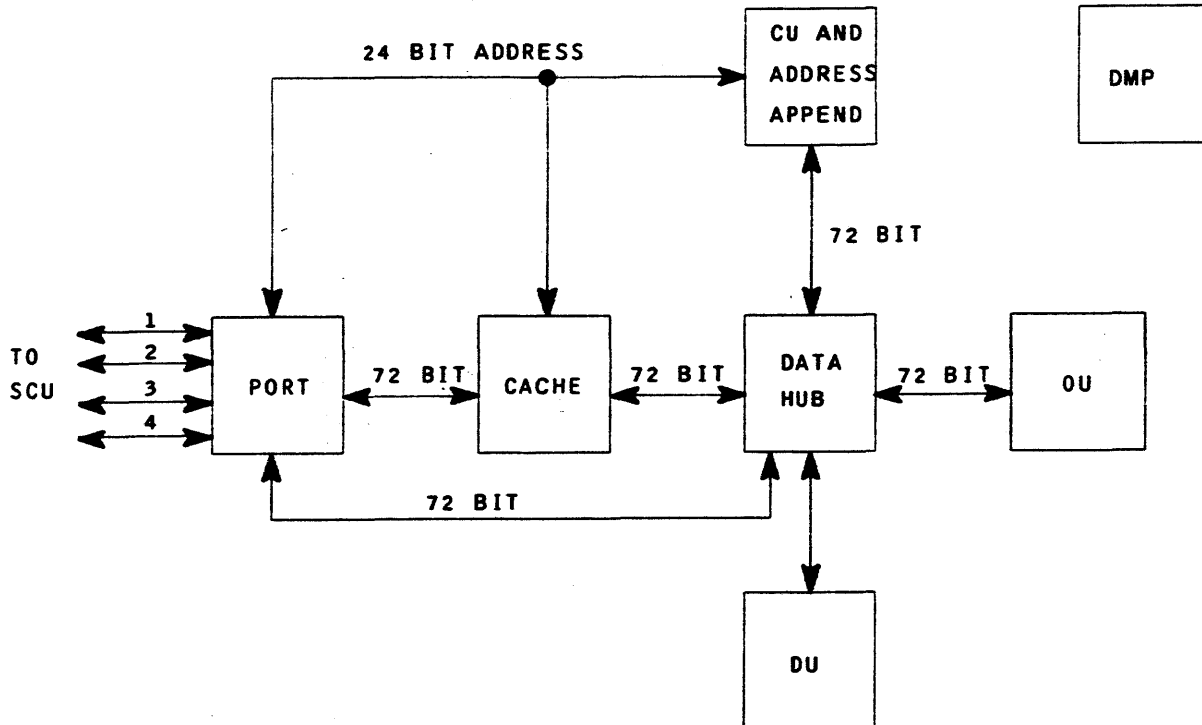 24 BIT ADDRESS
CU AND
ADDRESS
APPEND
DMP
72 BIT
TO
SCU
1
2
3
4
PORT
72 BIT
CACHE
72 BIT
DATA
HUB
72 BIT
OU
72 BIT
DU